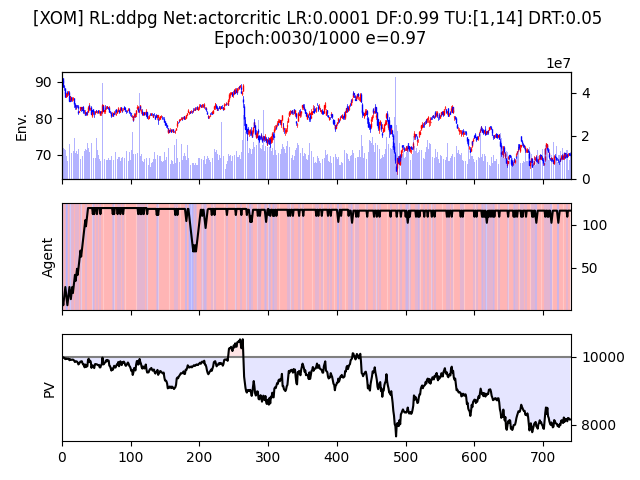 [XOM] RL:ddpg Net:actorcritic LR:0.0001 DF:0.99 TU:[1,14] DRT:0.05
Epoch:0030/1000 e=0.97
1e7
90
80
70
Env.
4
2
0
Agent
100
50
PV
10000
8000
0 100 200 300 400 500 600 700